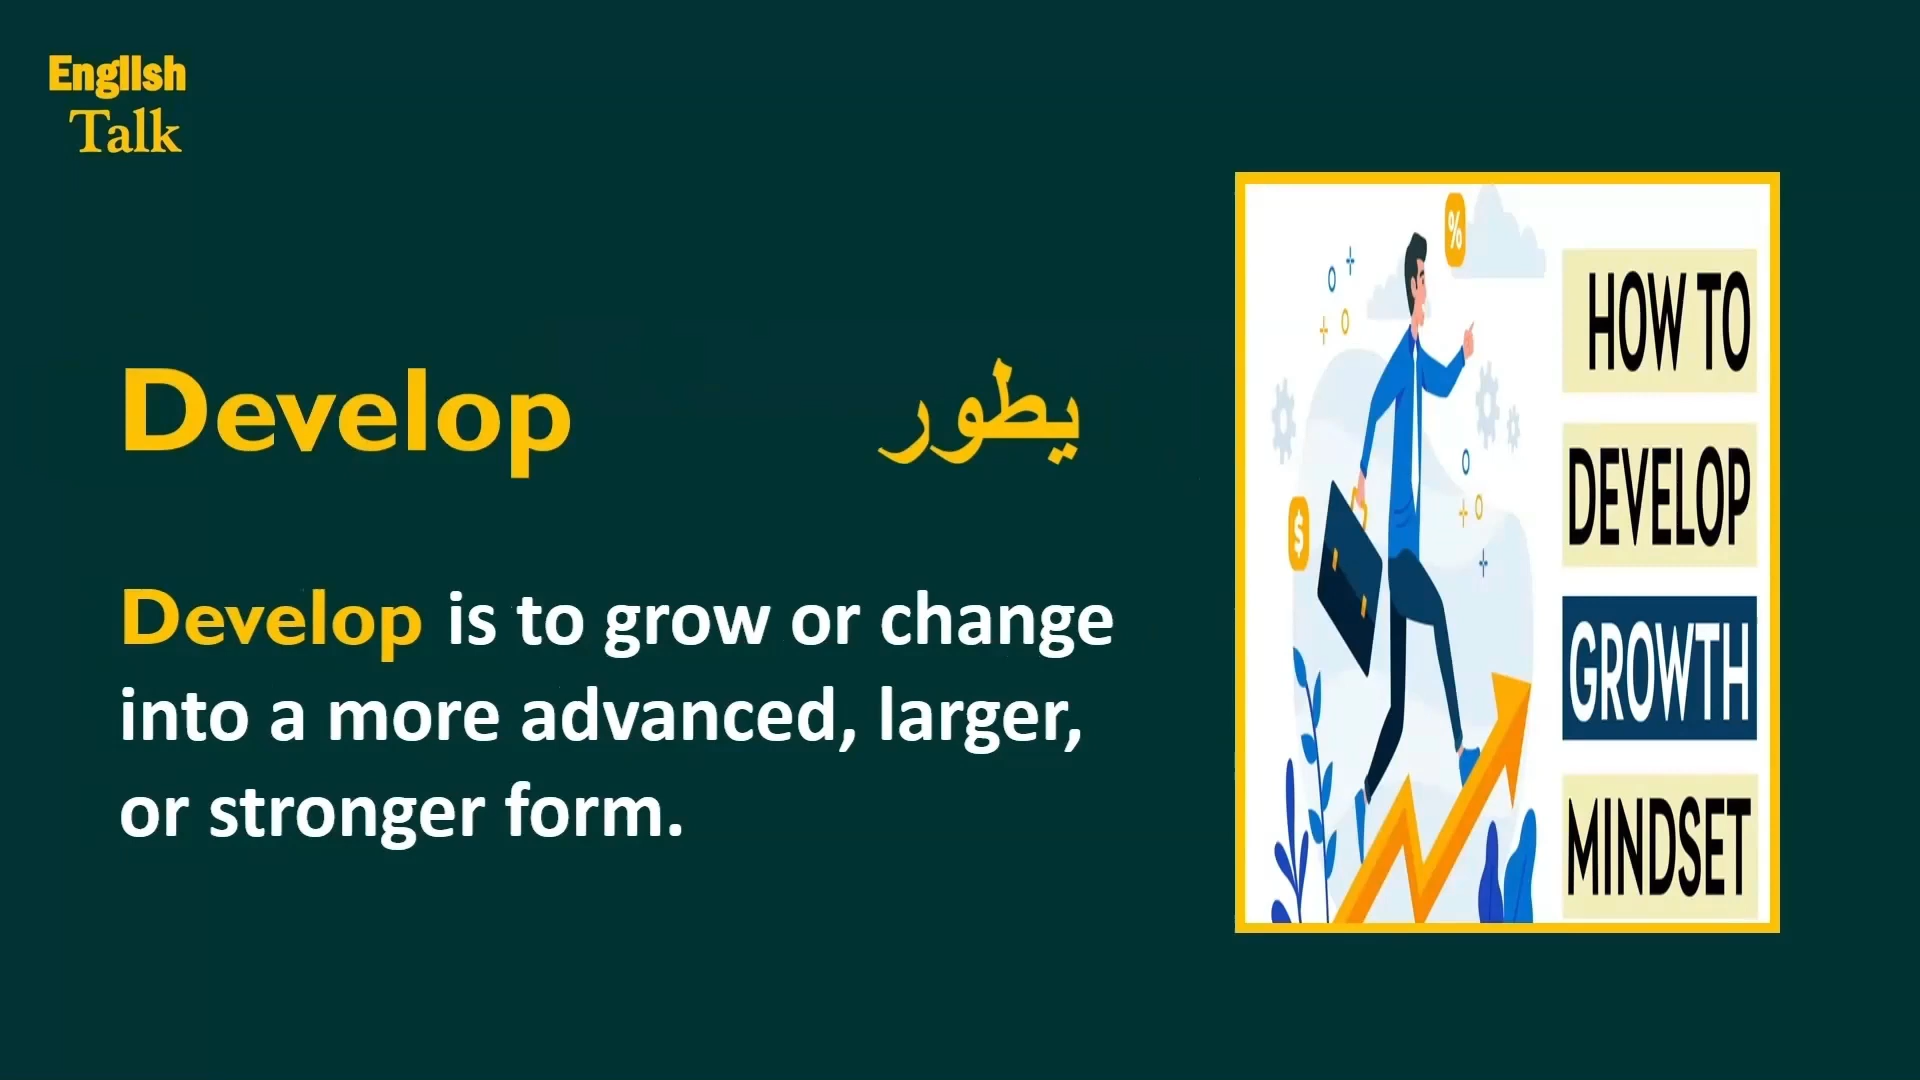 English
Talk
Develop يطور
Develop is to grow or change
into a more advanced, larger,
or stronger form.
%
$
HOW TO
DEVELOP
GROWTH
MINDSET